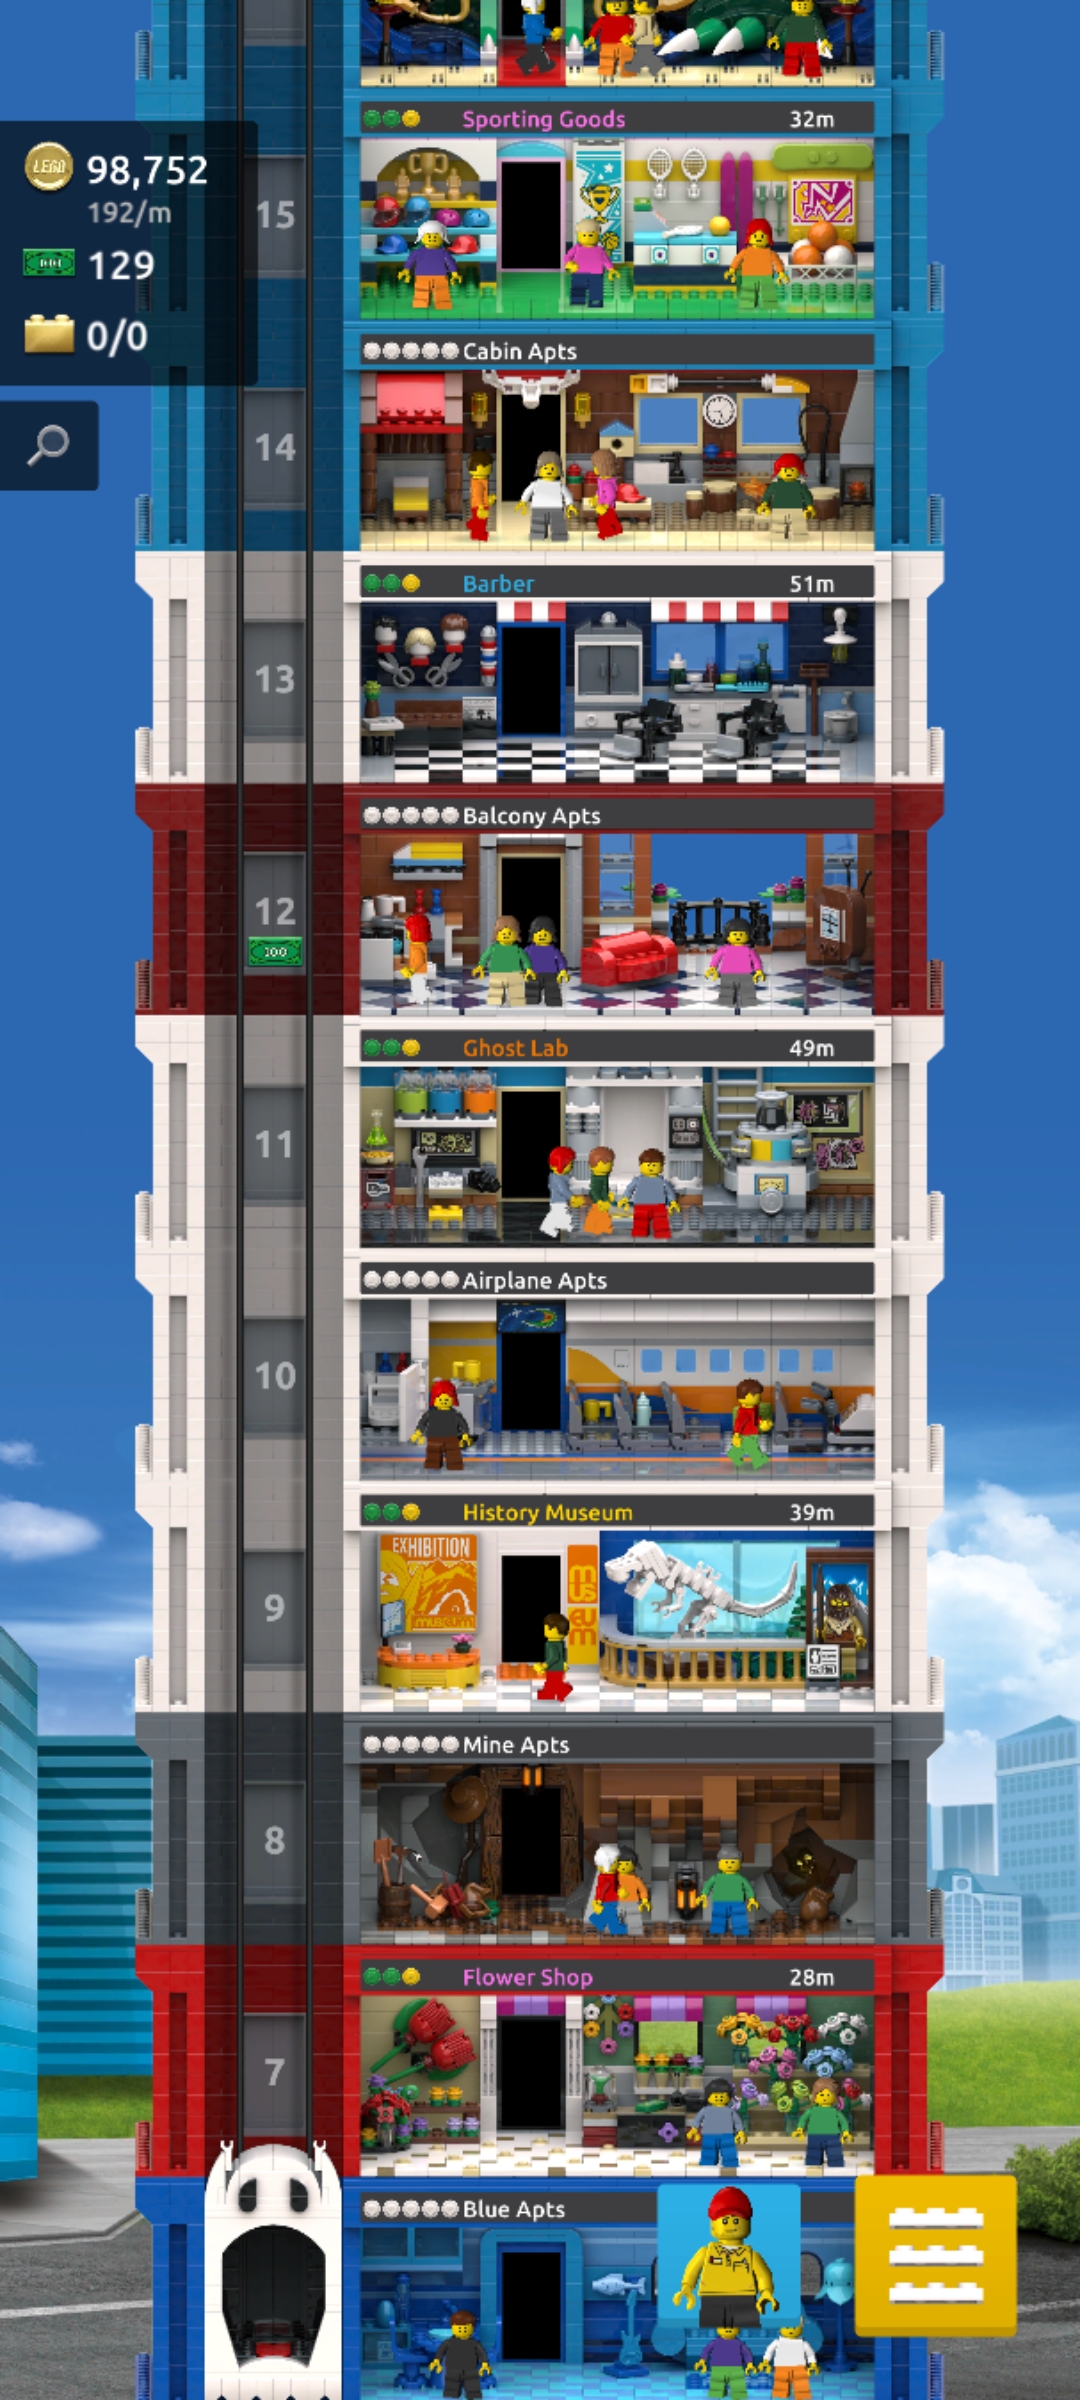 Sporting Goods 32m
LEGO 98,752
192/m
129
0/0
15
Cabin Apts
14
Barber 51m
13
Balcony Apts
12
100
Ghost Lab 49m
11
Airplane Apts
10
History Museum 39m
EXHIBITION
MUSEUM
MUSEUM
9
Mine Apts
8
Flower Shop 28m
7
Blue Apts